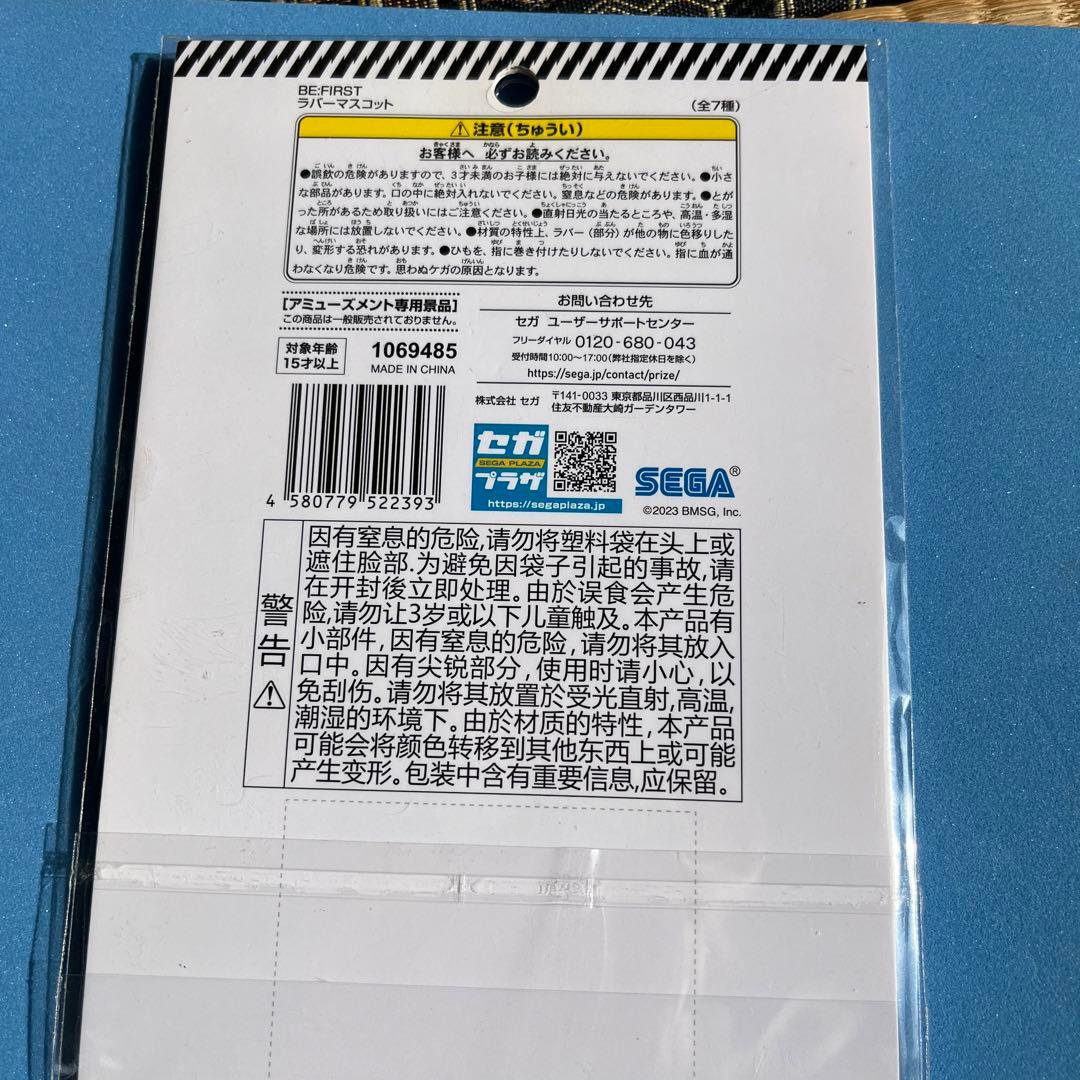 BE:FIRST
ラバーマスコット
(全7種)
⚠注意(ちゅうい)
お客様へ 必ずお読みください。
●誤飲の危険がありますので、3才未満のお子様には絶対に与えないでください。●小さ
な部品があります。口の中に絶対入れないでください。窒息などの危険があります。●とが
った所があるため取り扱いにはご注意ください。●直射日光の当たるところや、高温・多湿
な場所には放置しないでください。●材質の特性上、ラバー(部分)が他の物に色移りした
り、変形する恐れがあります。●ひもを、指に巻き付けたりしないでください。指に血が通
わなくなり危険です。思わぬケガの原因となります。
[アミューズメント専用景品]
この商品は一般販売されておりません。
対象年齢
15才以上
1069485
MADE IN CHINA
4 580779 522393
お問い合わせ先
セガ ユーザーサポートセンター
フリーダイヤル 0120-680-043
受付時間10:00〜17:00(弊社指定休日を除く)
https://sega.jp/contact/prize/
株式会社 セガ
〒141-0033 東京都品川区西品川1-1-1
住友不動産大崎ガーデンタワー
セガ
SEGA PLAZA
プラザ
https://segaplaza.jp
SEGA®
©2023 BMSG, Inc.
警告⚠
因有窒息的危险,请勿将塑料袋在头上或
遮住脸部.为避免因袋子引起的事故,请
在开封後立即处理。由於误食会产生危
险,请勿让3岁或以下儿童触及。本产品有
小部件,因有窒息的危险,请勿将其放入
口中。因有尖锐部分,使用时请小心,以
免刮伤。请勿将其放置於受光直射,高温,
潮湿的环境下。由於材质的特性,本产品
可能会将颜色转移到其他东西上或可能
产生变形。包装中含有重要信息,应保留。